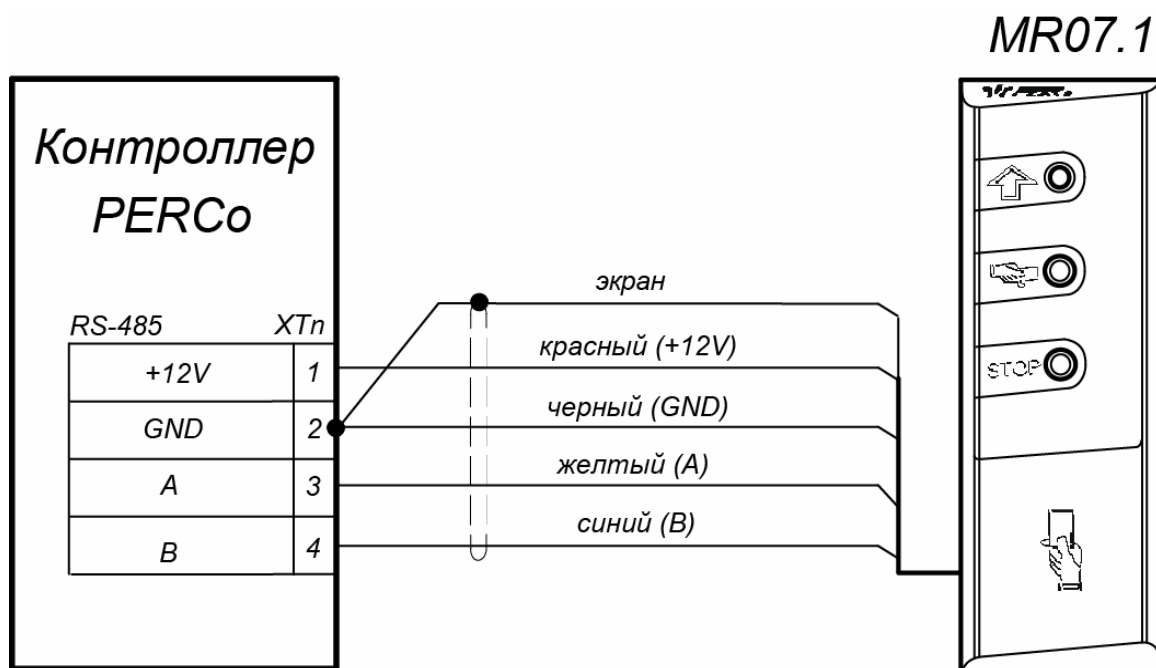 MR07.1
Контроллер
PERCo
RS-485 XTn
+12V 1
GND 2
A 3
B 4
экран
красный (+12V)
черный (GND)
желтый (A)
синий (B)
STOP